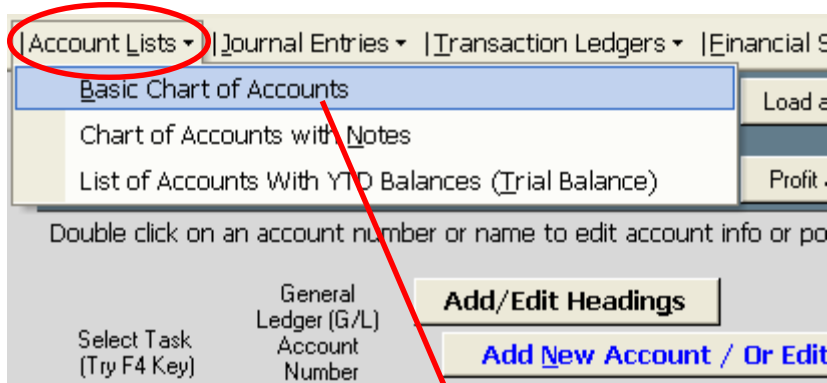 |Account Lists ▾ |Journal Entries ▾ |Transaction Ledgers ▾ |Financial S
Basic Chart of Accounts
Load a
Chart of Accounts with Notes
List of Accounts With YTD Balances (Trial Balance)
Profit
Double click on an account number or name to edit account info or po
General
Ledger (G/L)
Account
Number
Select Task
(Try F4 Key)
Add/Edit Headings
Add New Account / Or Edit